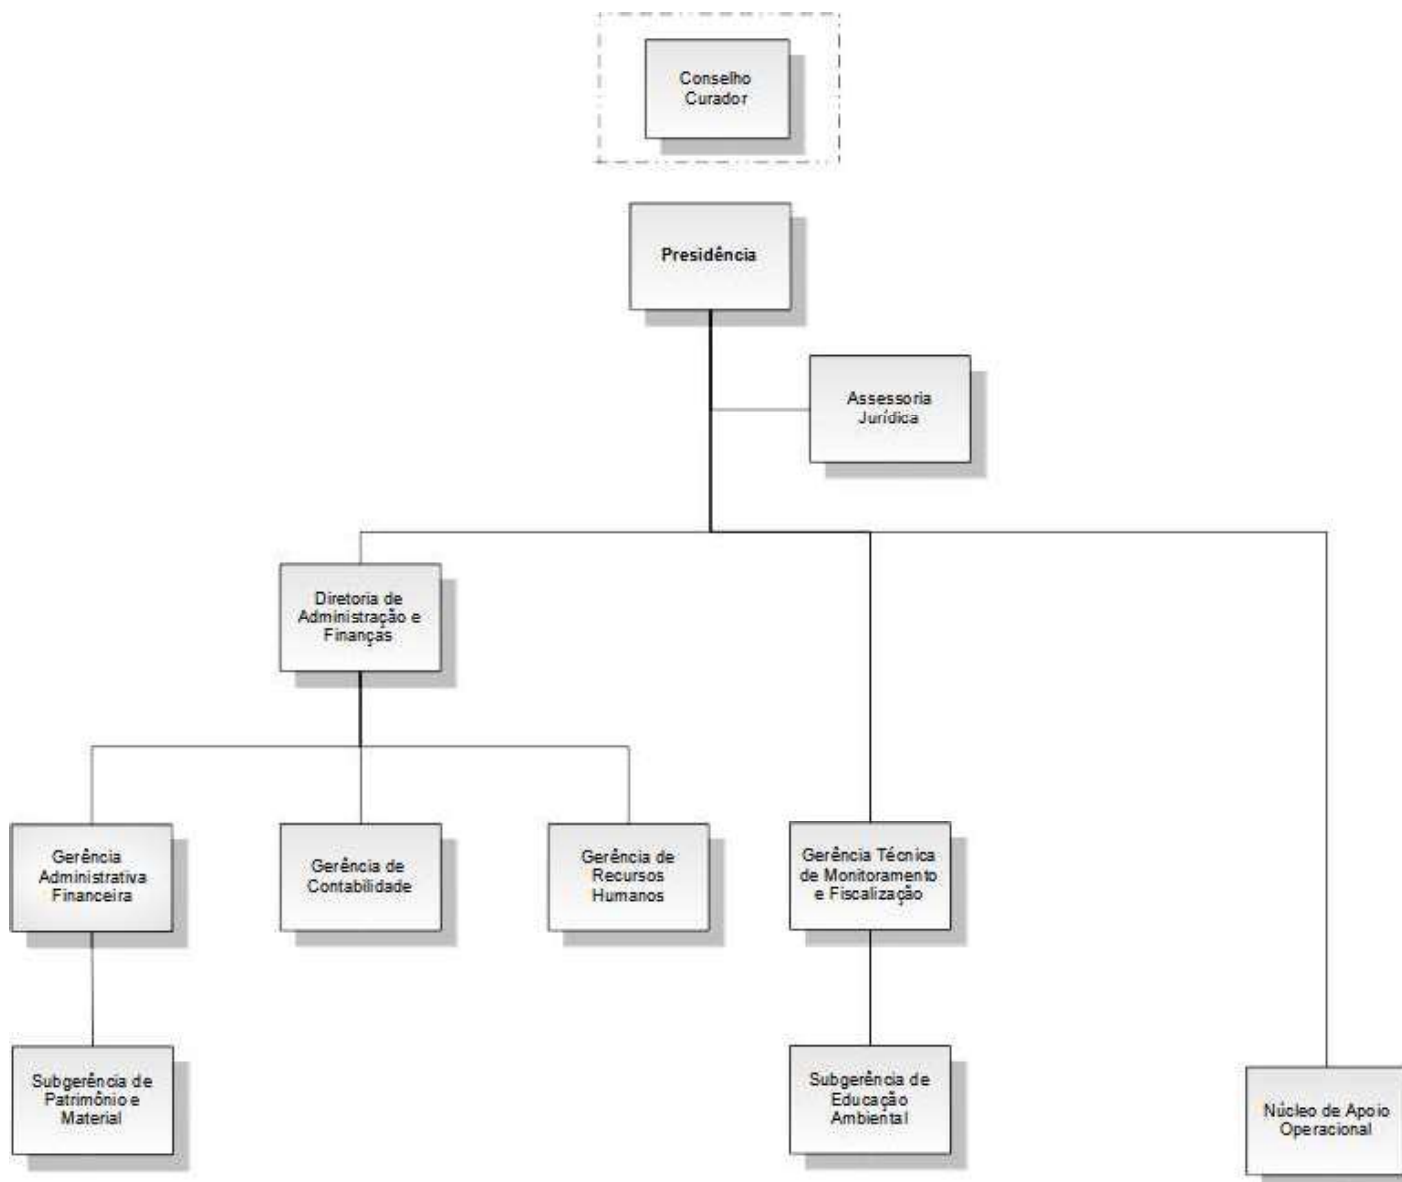 Conselho
Curador
Presidência
Assessoria
Jurídica
Diretoria de
Administração e
Finanças
Gerência
Administrativa
Financeira
Gerência de
Contabilidade
Gerência de
Recursos
Humanos
Gerência Técnica
de Monitoramento
e Fiscalização
Subgerência de
Patrimônio e
Material
Subgerência de
Educação
Ambiental
Núcleo de Apoio
Operacional